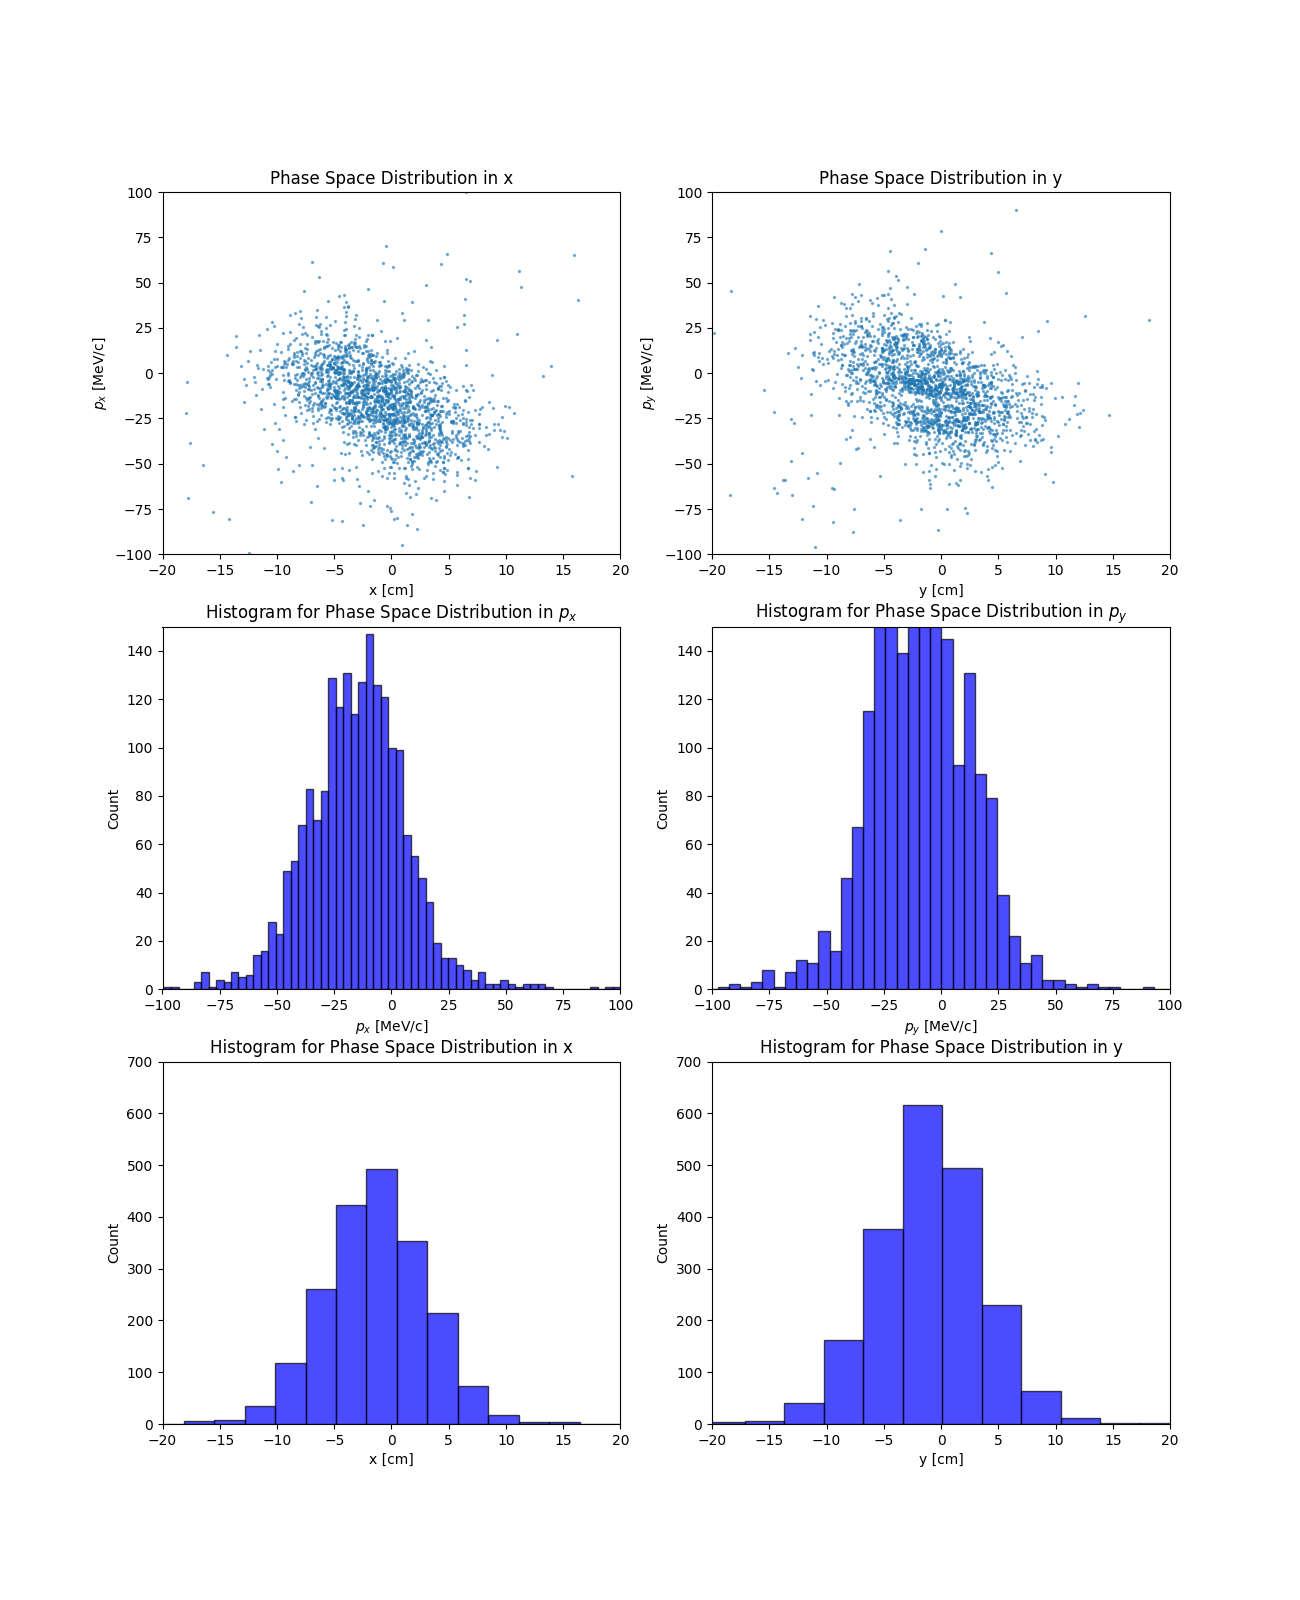 Phase Space Distribution in x
100
75
50
25
0
−25
−50
−75
−100
p_x [MeV/c]
−20 −15 −10 −5 0 5 10 15 20
x [cm]
Phase Space Distribution in y
100
75
50
25
0
−25
−50
−75
−100
p_y [MeV/c]
−20 −15 −10 −5 0 5 10 15 20
y [cm]
Histogram for Phase Space Distribution in p_x
140
120
100
80
60
40
20
0
Count
−100 −75 −50 −25 0 25 50 75 100
p_x [MeV/c]
Histogram for Phase Space Distribution in p_y
140
120
100
80
60
40
20
0
Count
−100 −75 −50 −25 0 25 50 75 100
p_y [MeV/c]
Histogram for Phase Space Distribution in x
700
600
500
400
300
200
100
0
Count
−20 −15 −10 −5 0 5 10 15 20
x [cm]
Histogram for Phase Space Distribution in y
700
600
500
400
300
200
100
0
Count
−20 −15 −10 −5 0 5 10 15 20
y [cm]